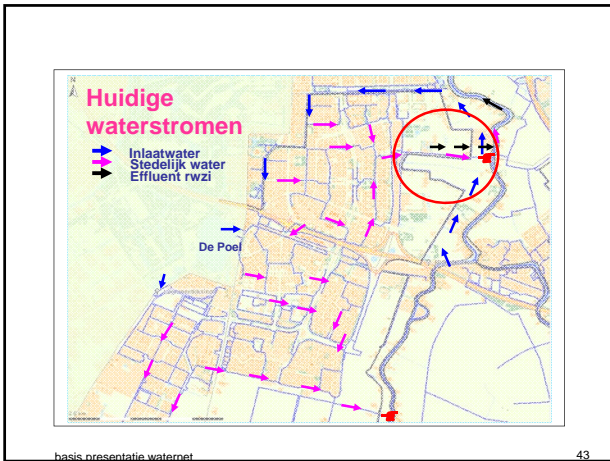 Huidige
waterstromen
Inlaatwater
Stedelijk water
Effluent rwzi
De Poel
basis presentatie waternet
43